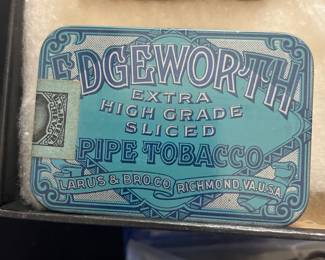 EDGEWORTH
EXTRA
HIGH GRADE
SLICED
PIPE TOBACCO
LARUS & BRO. CO. RICHMOND, VA. U.S.A.